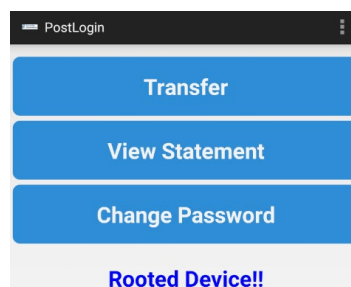 PostLogin
Transfer
View Statement
Change Password
Rooted Device!!